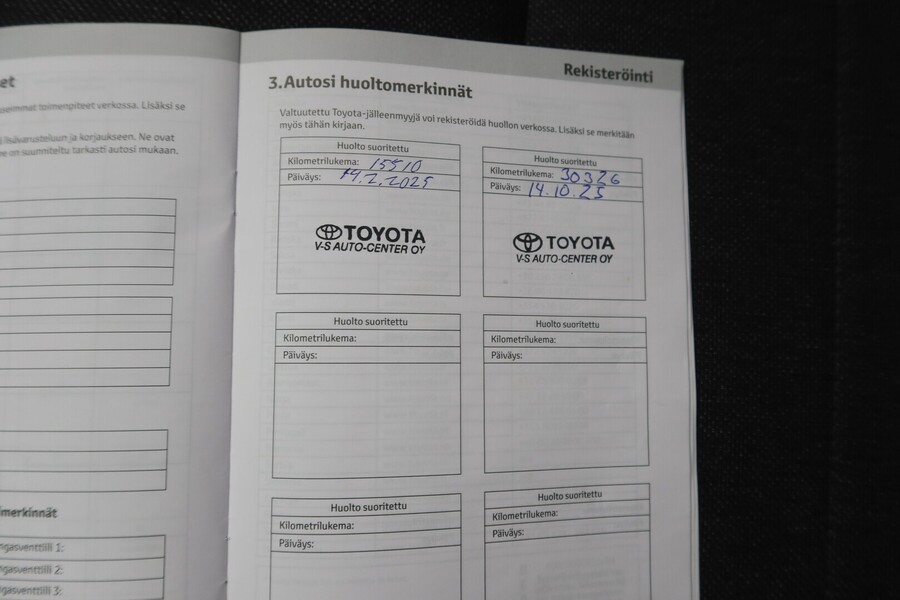 et
toimenpiteet verkossa. Lisäksi se
lisävarusteluun ja korjaukseen. Ne ovat
on suunniteltu tarkasti autosi mukaan.
merkinnät
ngasventtiili 1:
ngasventtiili 2:
ngasventtiili 3:
Rekisteröinti
3.Autosi huoltomerkinnät
Valtuutettu Toyota-jälleenmyyjä voi rekisteröidä huollon verkossa. Lisäksi se merkitään
myös tähän kirjaan.
Huolto suoritettu
Kilometrilukema: 15510
Päiväys: 14.2.2025
TOYOTA
V-S AUTO-CENTER OY
Huolto suoritettu
Kilometrilukema: 30326
Päiväys: 14.10.25
TOYOTA
V-S AUTO-CENTER OY
Huolto suoritettu
Kilometrilukema:
Päiväys:
Huolto suoritettu
Kilometrilukema:
Päiväys:
Huolto suoritettu
Kilometrilukema:
Päiväys:
Huolto suoritettu
Kilometrilukema:
Päiväys: